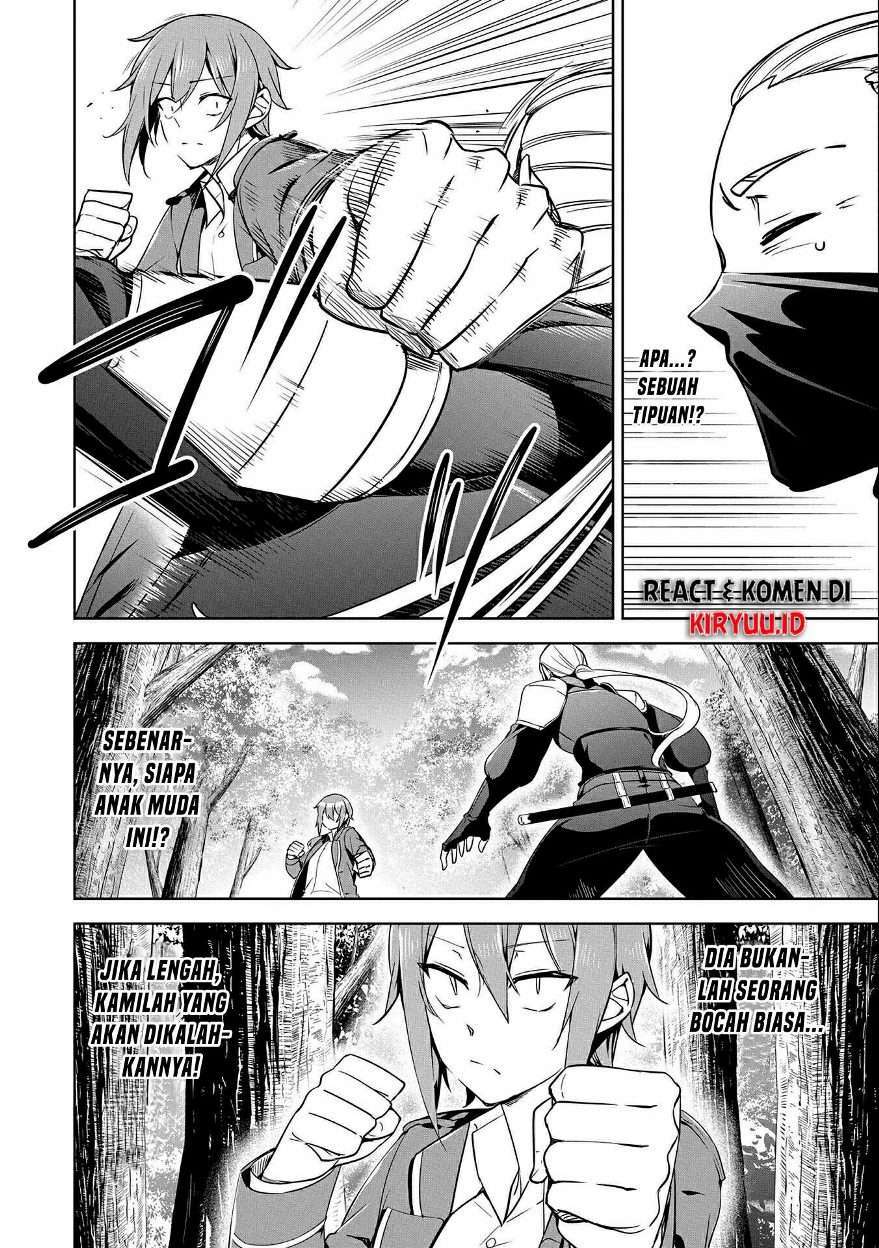 APA...?
SEBUAH
TIPUAN!?
REACT & KOMEN DI
KIRYUU.ID
SEBENAR-
NYA, SIAPA
ANAK MUDA
INI!?
DIA BUKAN-
LAH SEORANG
BOCAH BIASA...
JIKA LENGAH,
KAMILAH YANG
AKAN DIKALAH-
KANNYA!